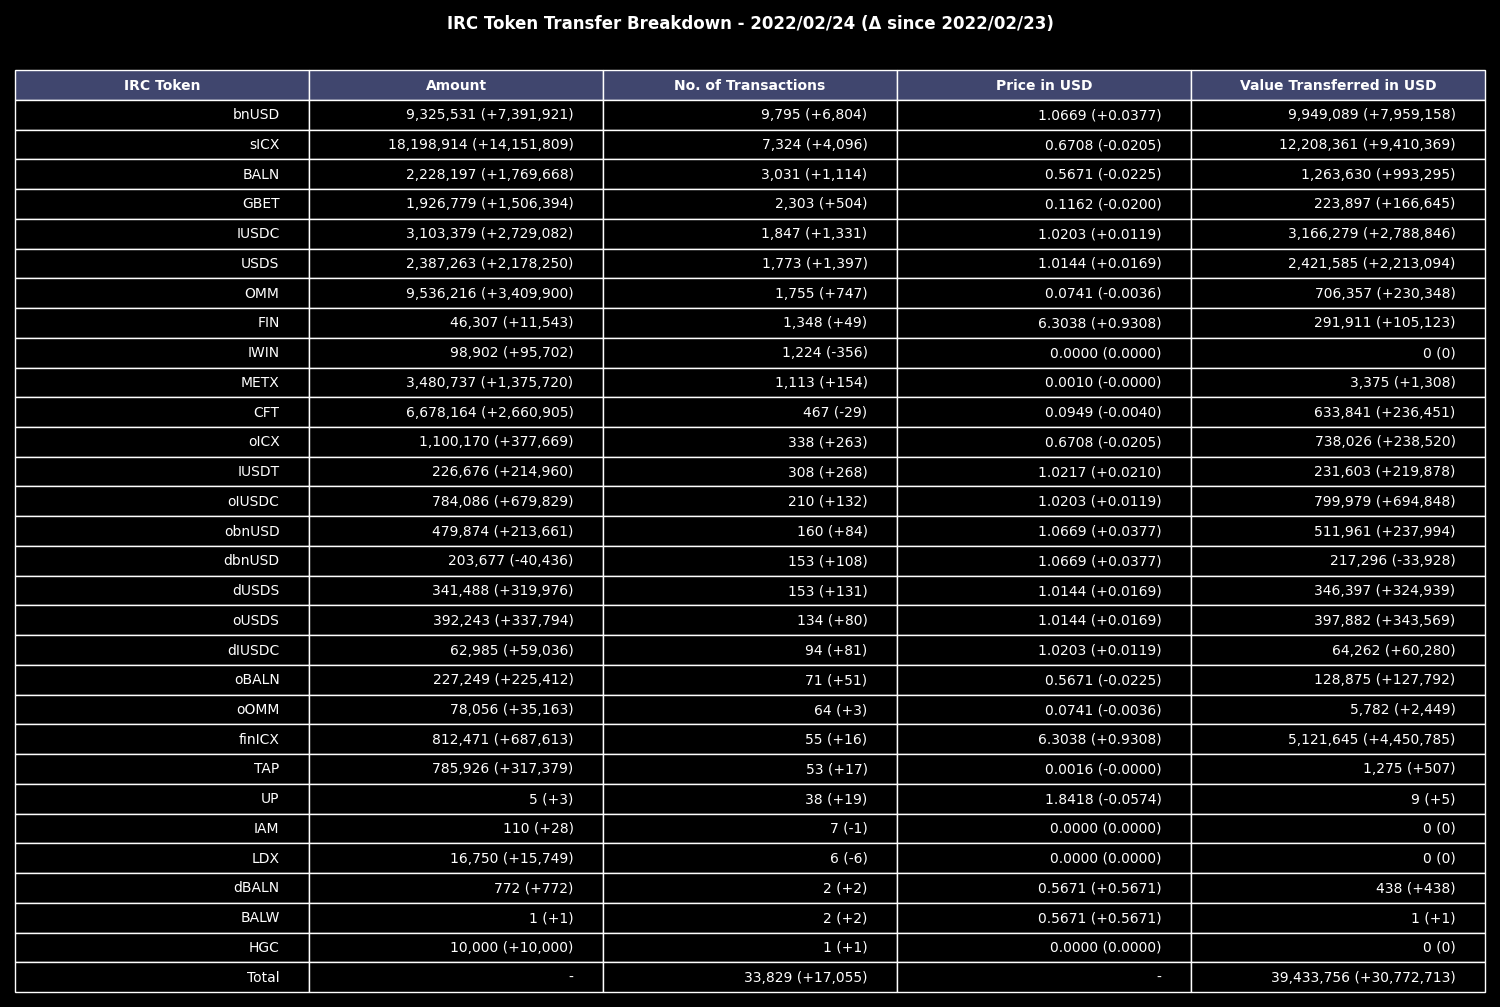 IRC Token Transfer Breakdown - 2022/02/24 (Δ since 2022/02/23)
IRC Token Amount No. of Transactions Price in USD Value Transferred in USD
bnUSD 9,325,531 (+7,391,921) 9,795 (+6,804) 1.0669 (+0.0377) 9,949,089 (+7,959,158)
sICX 18,198,914 (+14,151,809) 7,324 (+4,096) 0.6708 (-0.0205) 12,208,361 (+9,410,369)
BALN 2,228,197 (+1,769,668) 3,031 (+1,114) 0.5671 (-0.0225) 1,263,630 (+993,295)
GBET 1,926,779 (+1,506,394) 2,303 (+504) 0.1162 (-0.0200) 223,897 (+166,645)
IUSDC 3,103,379 (+2,729,082) 1,847 (+1,331) 1.0203 (+0.0119) 3,166,279 (+2,788,846)
USDS 2,387,263 (+2,178,250) 1,773 (+1,397) 1.0144 (+0.0169) 2,421,585 (+2,213,094)
OMM 9,536,216 (+3,409,900) 1,755 (+747) 0.0741 (-0.0036) 706,357 (+230,348)
FIN 46,307 (+11,543) 1,348 (+49) 6.3038 (+0.9308) 291,911 (+105,123)
IWIN 98,902 (+95,702) 1,224 (-356) 0.0000 (0.0000) 0 (0)
METX 3,480,737 (+1,375,720) 1,113 (+154) 0.0010 (-0.0000) 3,375 (+1,308)
CFT 6,678,164 (+2,660,905) 467 (-29) 0.0949 (-0.0040) 633,841 (+236,451)
oICX 1,100,170 (+377,669) 338 (+263) 0.6708 (-0.0205) 738,026 (+238,520)
IUSDT 226,676 (+214,960) 308 (+268) 1.0217 (+0.0210) 231,603 (+219,878)
oIUSDC 784,086 (+679,829) 210 (+132) 1.0203 (+0.0119) 799,979 (+694,848)
obnUSD 479,874 (+213,661) 160 (+84) 1.0669 (+0.0377) 511,961 (+237,994)
dbnUSD 203,677 (-40,436) 153 (+108) 1.0669 (+0.0377) 217,296 (-33,928)
dUSDS 341,488 (+319,976) 153 (+131) 1.0144 (+0.0169) 346,397 (+324,939)
oUSDS 392,243 (+337,794) 134 (+80) 1.0144 (+0.0169) 397,882 (+343,569)
dIUSDC 62,985 (+59,036) 94 (+81) 1.0203 (+0.0119) 64,262 (+60,280)
oBALN 227,249 (+225,412) 71 (+51) 0.5671 (-0.0225) 128,875 (+127,792)
oOMM 78,056 (+35,163) 64 (+3) 0.0741 (-0.0036) 5,782 (+2,449)
finICX 812,471 (+687,613) 55 (+16) 6.3038 (+0.9308) 5,121,645 (+4,450,785)
TAP 785,926 (+317,379) 53 (+17) 0.0016 (-0.0000) 1,275 (+507)
UP 5 (+3) 38 (+19) 1.8418 (-0.0574) 9 (+5)
IAM 110 (+28) 7 (-1) 0.0000 (0.0000) 0 (0)
LDX 16,750 (+15,749) 6 (-6) 0.0000 (0.0000) 0 (0)
dBALN 772 (+772) 2 (+2) 0.5671 (+0.5671) 438 (+438)
BALW 1 (+1) 2 (+2) 0.5671 (+0.5671) 1 (+1)
HGC 10,000 (+10,000) 1 (+1) 0.0000 (0.0000) 0 (0)
Total - 33,829 (+17,055) - 39,433,756 (+30,772,713)